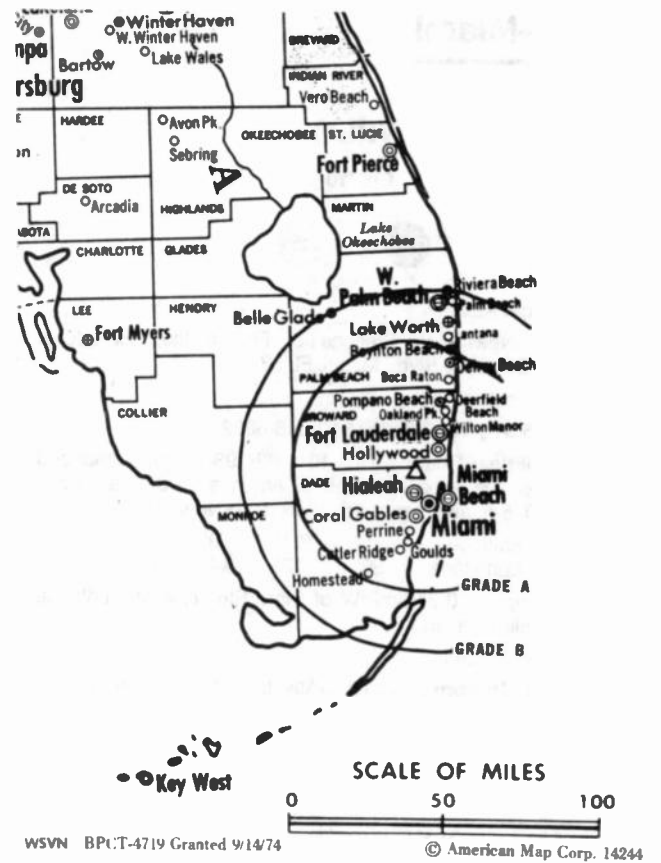 Winter Haven
W. Winter Haven
mpa
Bartow
Lake Wales
rsburg
BREVARD
INDIAN RIVER
Vero Beach
HARDEE
Avon Pk.
Sebring
OKEECHOBEE
ST. LUCIE
Fort Pierce
DE SOTO
Arcadia
HIGHLANDS
MARTIN
Lake
Okeechobee
CHARLOTTE
GLADES
LEE
HENDRY
Fort Myers
Belle Glade
W.
Palm Beach
Riviera Beach
Palm Beach
Lake Worth
Lantana
Boynton Beach
Delray Beach
PALM BEACH
Boca Raton
COLLIER
Pompano Beach
Deerfield
Beach
BROWARD
Oakland Pk.
Wilton Manor
Fort Lauderdale
Hollywood
DADE
Hialeah
Miami
Beach
MONROE
Coral Gables
Miami
Perrine
Cutler Ridge
Goulds
Homestead
GRADE A
GRADE B
Key West
SCALE OF MILES
0 50 100
WSVN BPCT-4719 Granted 9/14/74
© American Map Corp. 14244